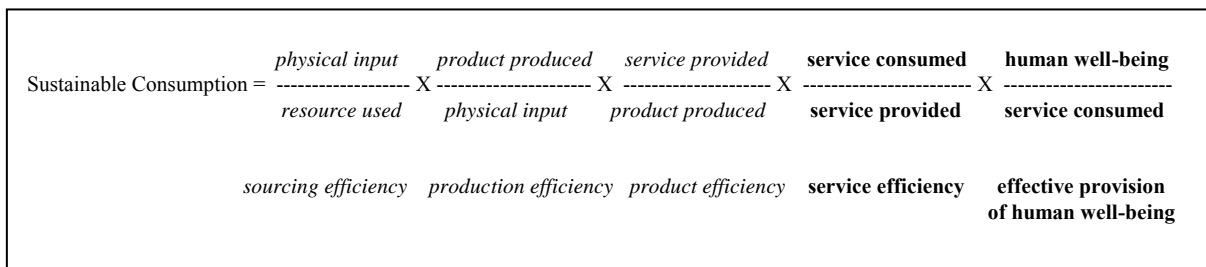 physical input product produced service provided service consumed human well-being
Sustainable Consumption = ------------------- X ---------------------- X --------------------- X ------------------------ X ------------------------
resource used physical input product produced service provided service consumed
sourcing efficiency production efficiency product efficiency service efficiency effective provision
of human well-being